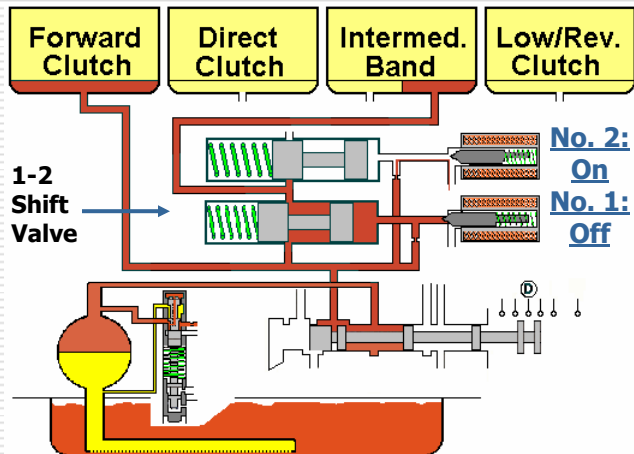 Forward
Clutch
Direct
Clutch
Intermed.
Band
Low/Rev.
Clutch
1-2
Shift
Valve
No. 2:
On
No. 1:
Off
D